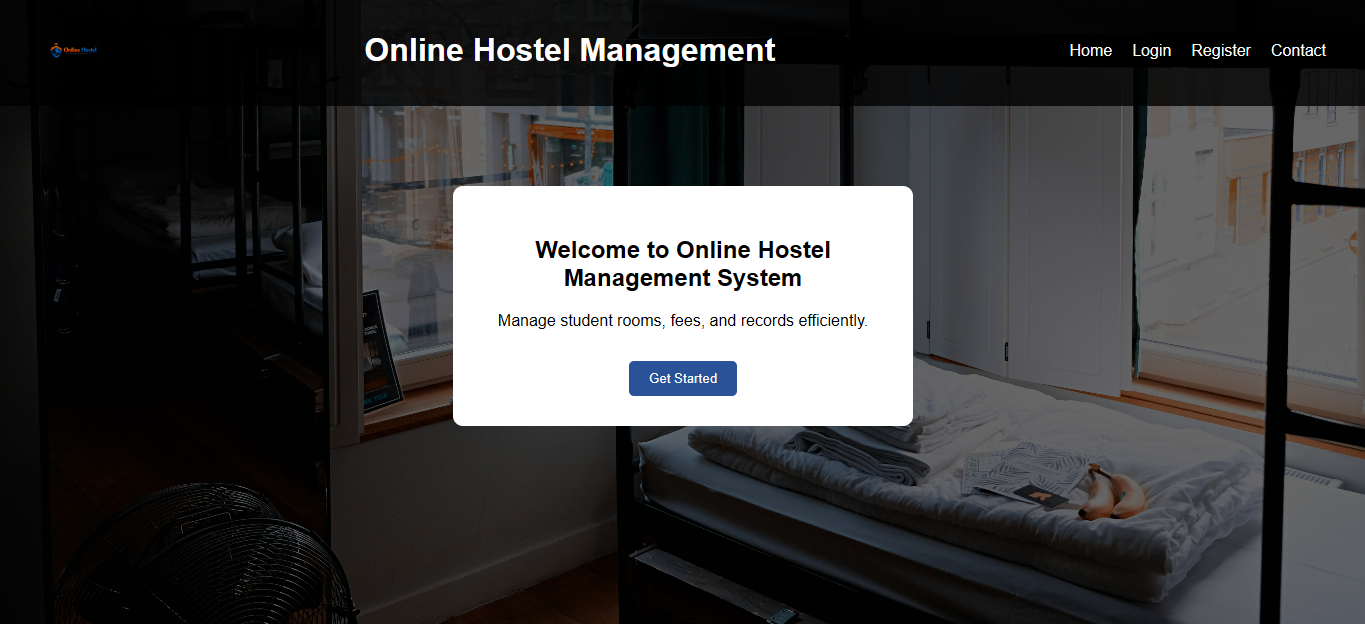 Online Hostel
Online Hostel Management
Home Login Register Contact
Welcome to Online Hostel
Management System
Manage student rooms, fees, and records efficiently.
Get Started